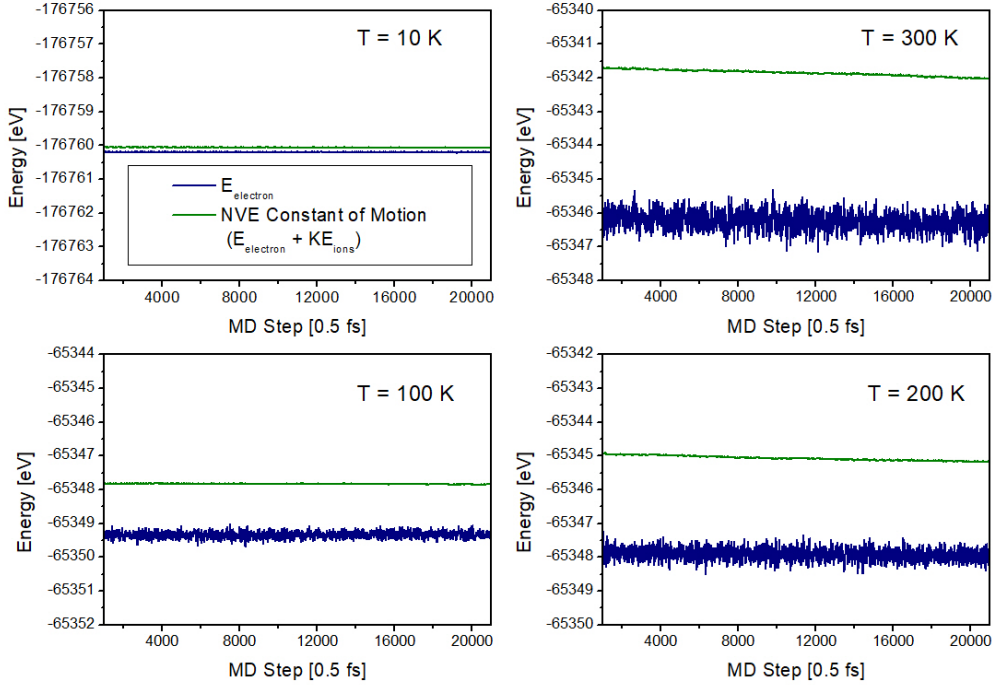 -176756
-176757
-176758
-176759
-176760
-176761
-176762
-176763
-176764
Energy [eV]
T = 10 K
E electron
NVE Constant of Motion
(E electron + KE ions)
4000 8000 12000 16000 20000
MD Step [0.5 fs]
-65340
-65341
-65342
-65343
-65344
-65345
-65346
-65347
-65348
Energy [eV]
T = 300 K
4000 8000 12000 16000 20000
MD Step [0.5 fs]
-65344
-65345
-65346
-65347
-65348
-65349
-65350
-65351
-65352
Energy [eV]
T = 100 K
4000 8000 12000 16000 20000
MD Step [0.5 fs]
-65342
-65343
-65344
-65345
-65346
-65347
-65348
-65349
-65350
Energy [eV]
T = 200 K
4000 8000 12000 16000 20000
MD Step [0.5 fs]